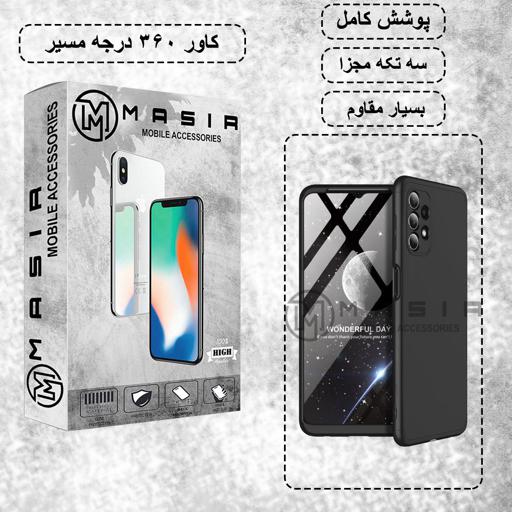 کاور ۳۶۰ درجه مسیر
پوشش کامل
سه تکه مجزا
بسیار مقاوم
MASIA
MOBILE ACCESSORIES
MASIA
MOBILE ACCESSORIES
HIGH
MASIA
ACCESSORIES
WONDERFUL DAY